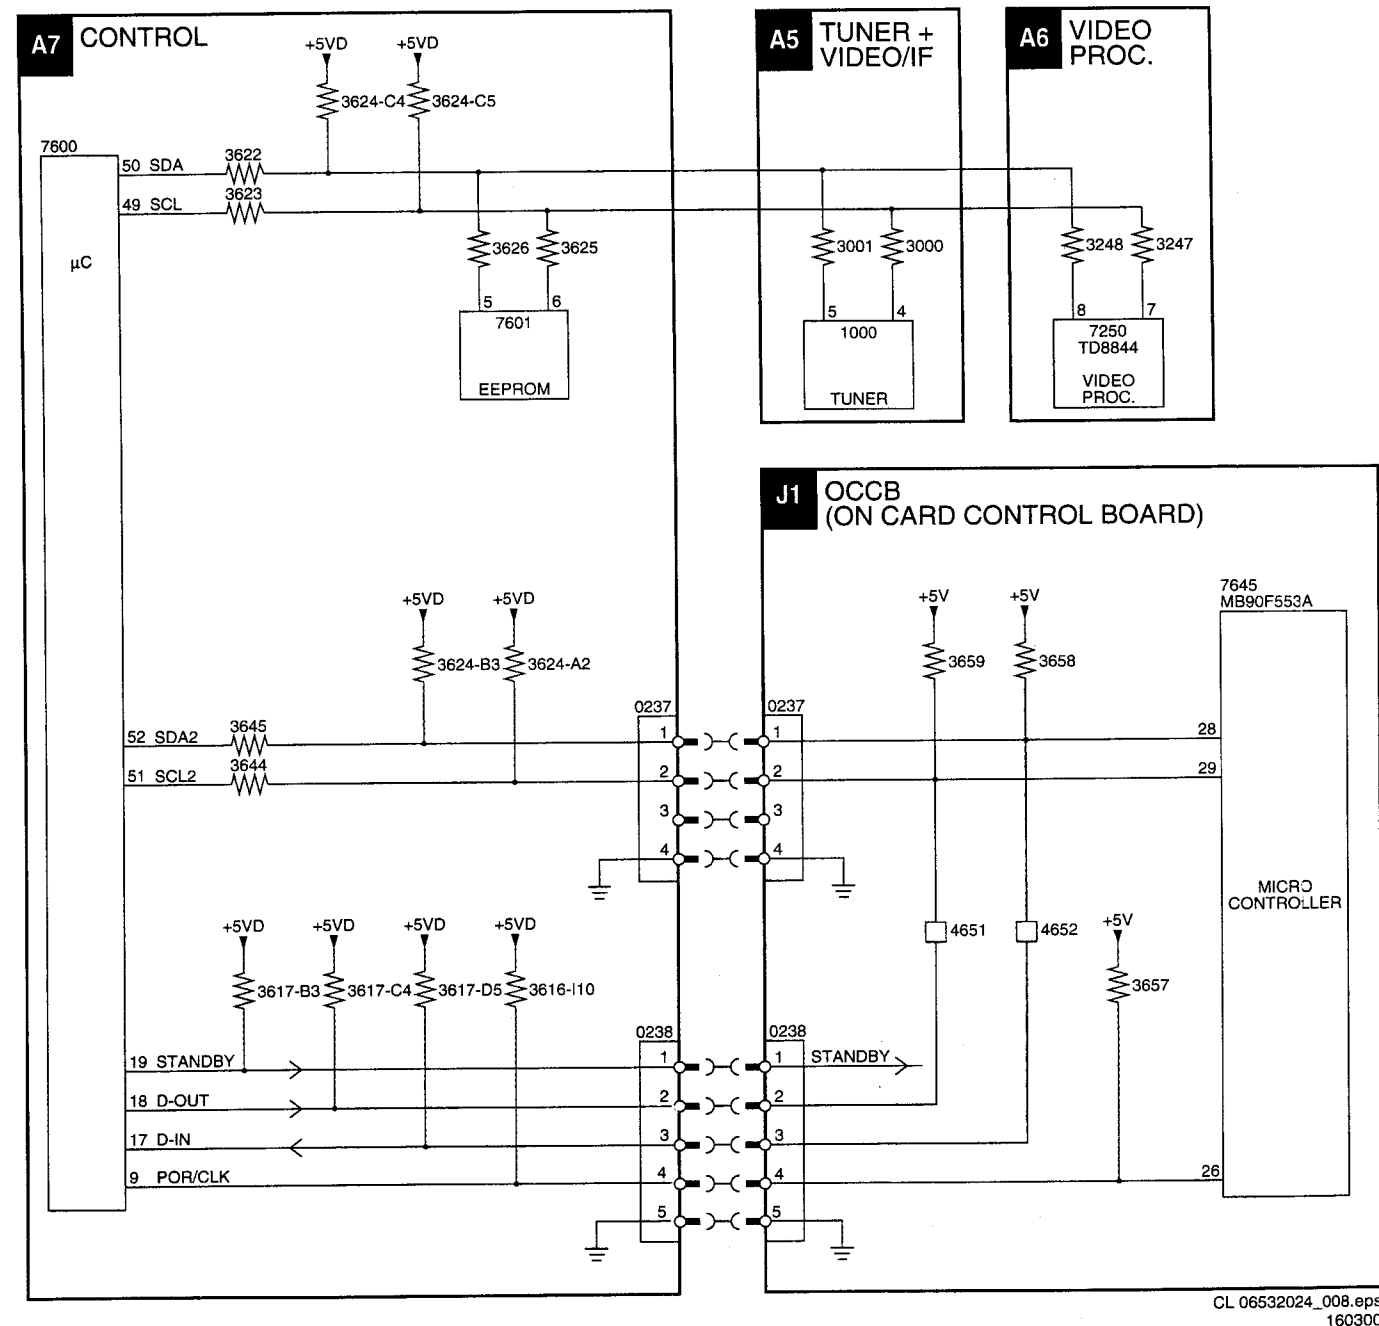 A7 CONTROL
A5 TUNER +
VIDEO/IF
A6 VIDEO
PROC.
+5VD +5VD
3624-C4 3624-C5
7600
50 SDA 3622
49 SCL 3623
µC
3626 3625
3001 3000
3248 3247
5 6
7601
EEPROM
5 4
1000
TUNER
8 7
7250
TD8844
VIDEO
PROC.
J1 OCCB
(ON CARD CONTROL BOARD)
+5VD +5VD
3624-B3 3624-A2
+5V +5V
3659 3658
7645
MB90F553A
52 SDA2 3645
51 SCL2 3644
0237 0237
1 1 28
2 2 29
3 3
4 4
MICRO
CONTROLLER
+5VD +5VD +5VD +5VD
3617-B3 3617-C4 3617-D5 3616-I10
4651 4652
+5V
3657
0238 0238
19 STANDBY 1 1 STANDBY
18 D-OUT 2 2
17 D-IN 3 3
9 POR/CLK 4 4 26
5 5
CL 06532024_008.eps
160300